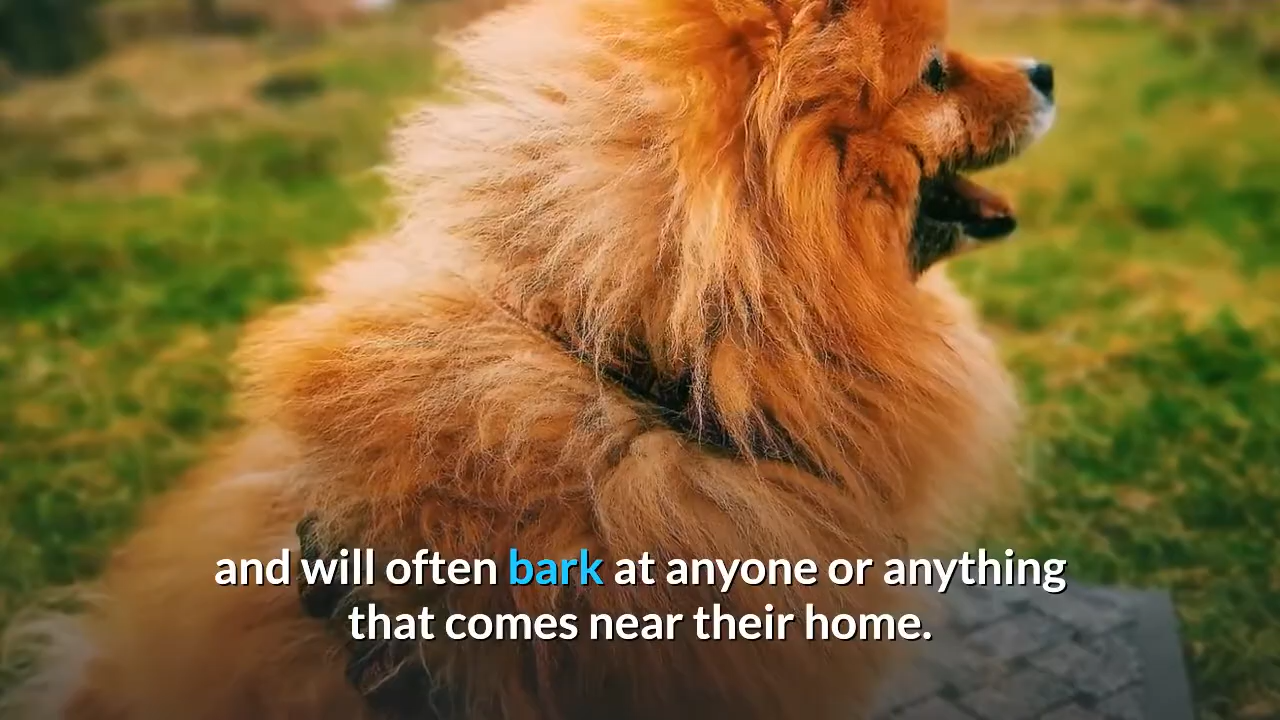 and will often bark at anyone or anything
that comes near their home.